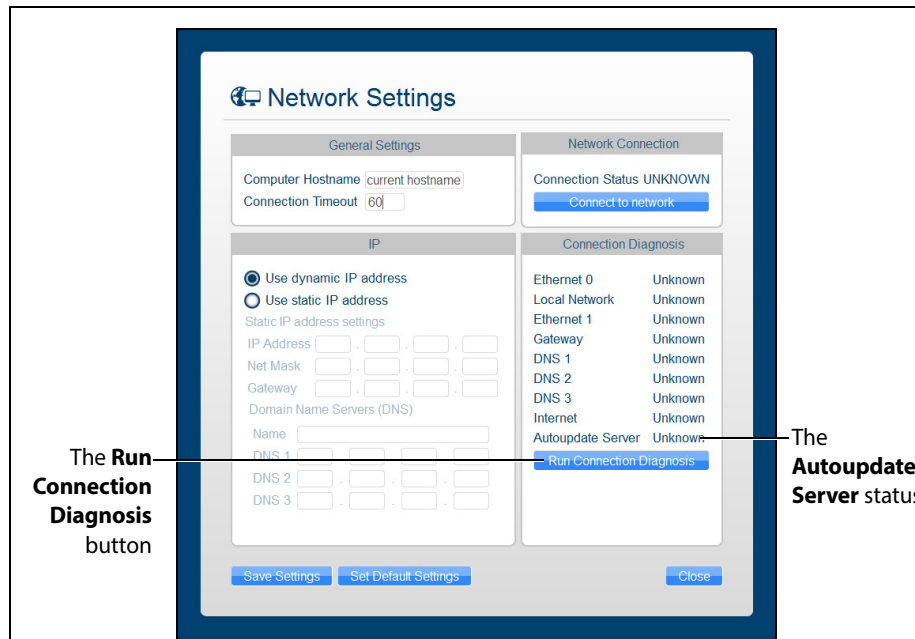 Network Settings
General Settings
Computer Hostname current hostname
Connection Timeout 60
Network Connection
Connection Status UNKNOWN
Connect to network
IP
Use dynamic IP address
Use static IP address
Static IP address settings
IP Address . . .
Net Mask . . .
Gateway . . .
Domain Name Servers (DNS)
Name
DNS 1 . . .
DNS 2 . . .
DNS 3 . . .
Connection Diagnosis
Ethernet 0 Unknown
Local Network Unknown
Ethernet 1 Unknown
Gateway Unknown
DNS 1 Unknown
DNS 2 Unknown
DNS 3 Unknown
Internet Unknown
Autoupdate Server Unknown
Run Connection Diagnosis
Save Settings
Set Default Settings
Close
The Run
Connection
Diagnosis
button
The
Autoupdate
Server status